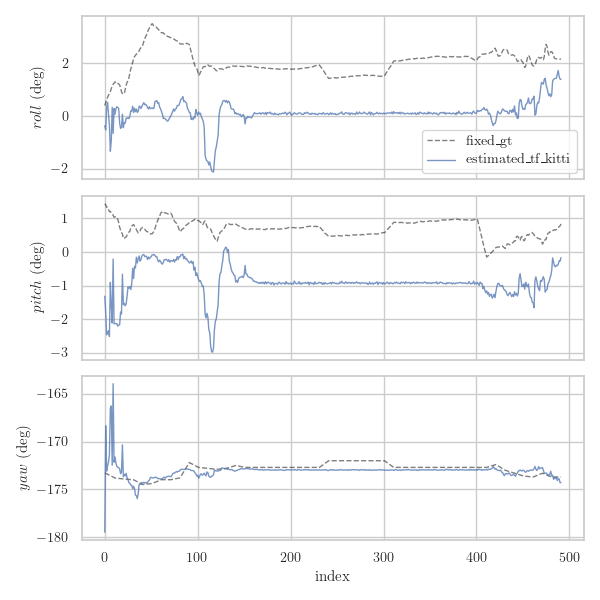 2
0
−2
roll (deg)
fixed_gt
estimated_tf_kitti
1
0
−1
−2
−3
pitch (deg)
−165
−170
−175
−180
yaw (deg)
0 100 200 300 400 500
index